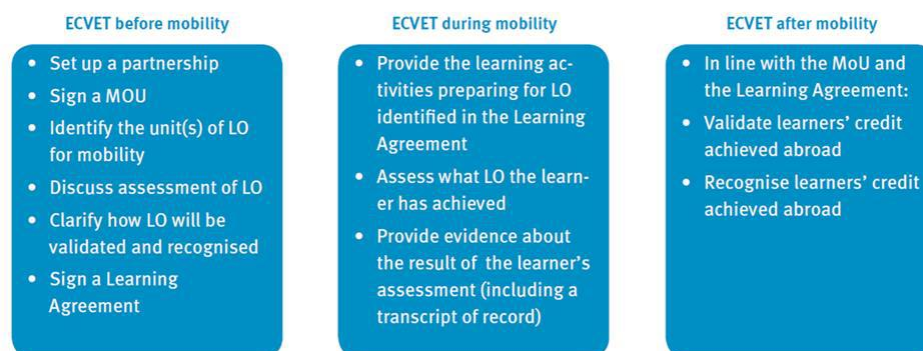 ECVET before mobility
• Set up a partnership
• Sign a MOU
• Identify the unit(s) of LO
for mobility
• Discuss assessment of LO
• Clarify how LO will be
validated and recognised
• Sign a Learning
Agreement
ECVET during mobility
• Provide the learning ac-
tivities preparing for LO
identified in the Learning
Agreement
• Assess what LO the learn-
er has achieved
• Provide evidence about
the result of the learner's
assessment (including a
transcript of record)
ECVET after mobility
• In line with the MoU and
the Learning Agreement:
• Validate learners' credit
achieved abroad
• Recognise learners' credit
achieved abroad